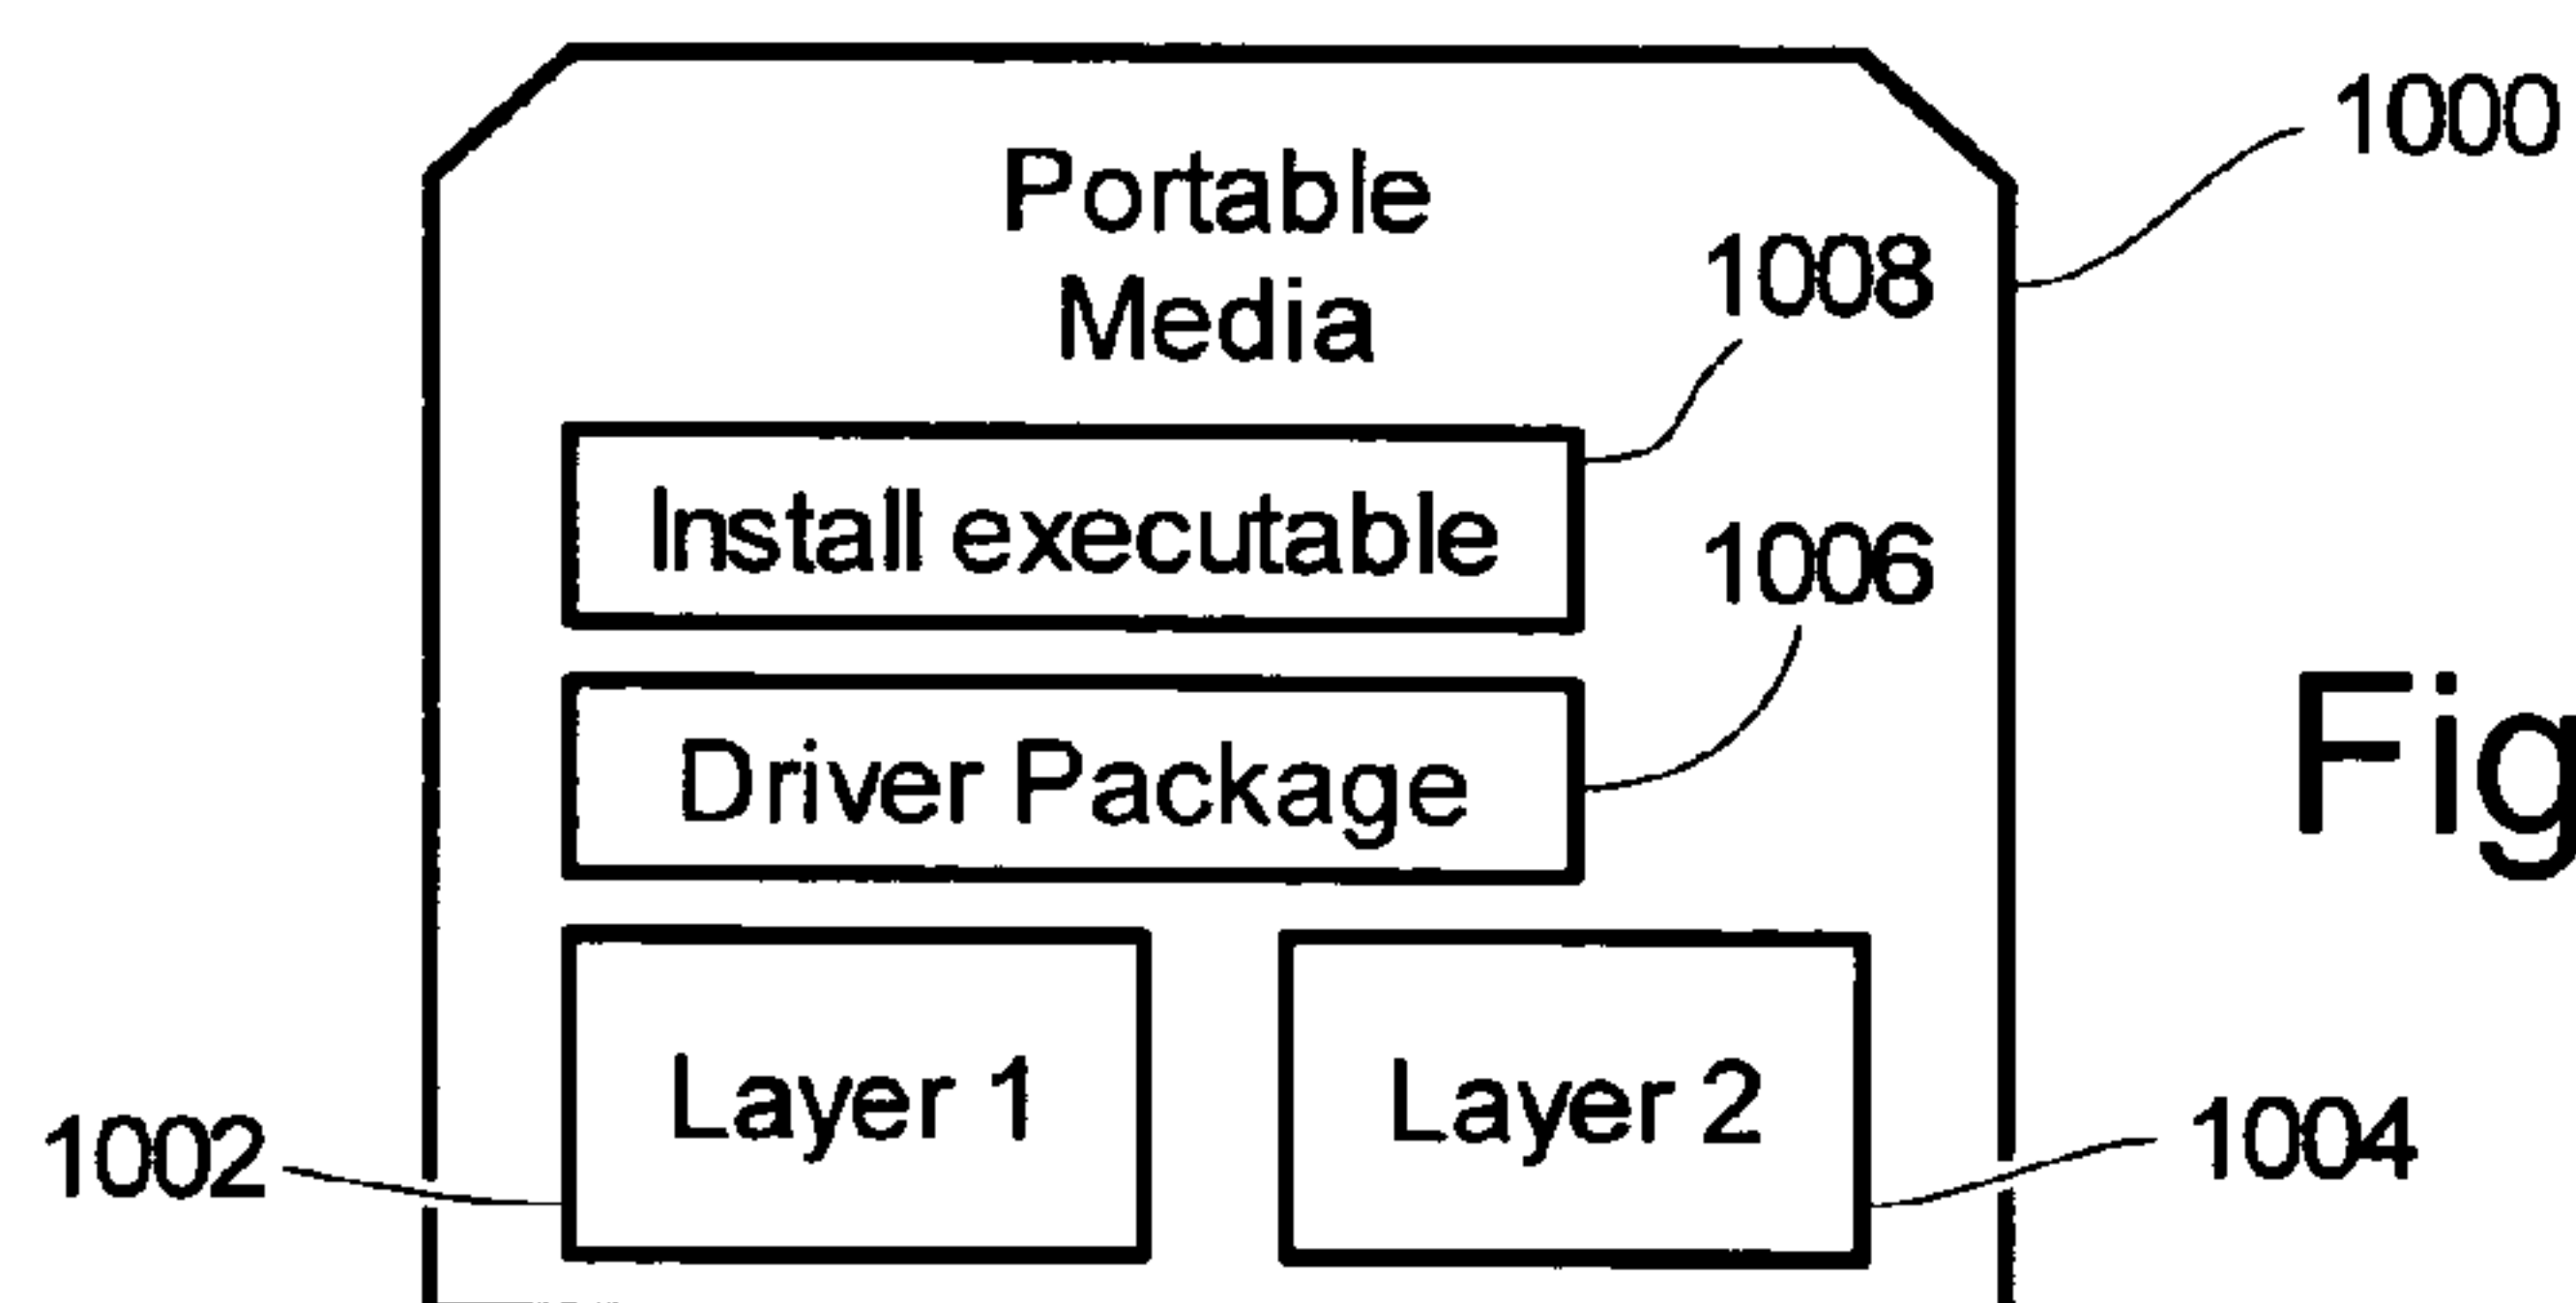 1000
Portable
Media
1008
Install executable
1006
Driver Package
Fig
Layer 1
Layer 2
1002
1004